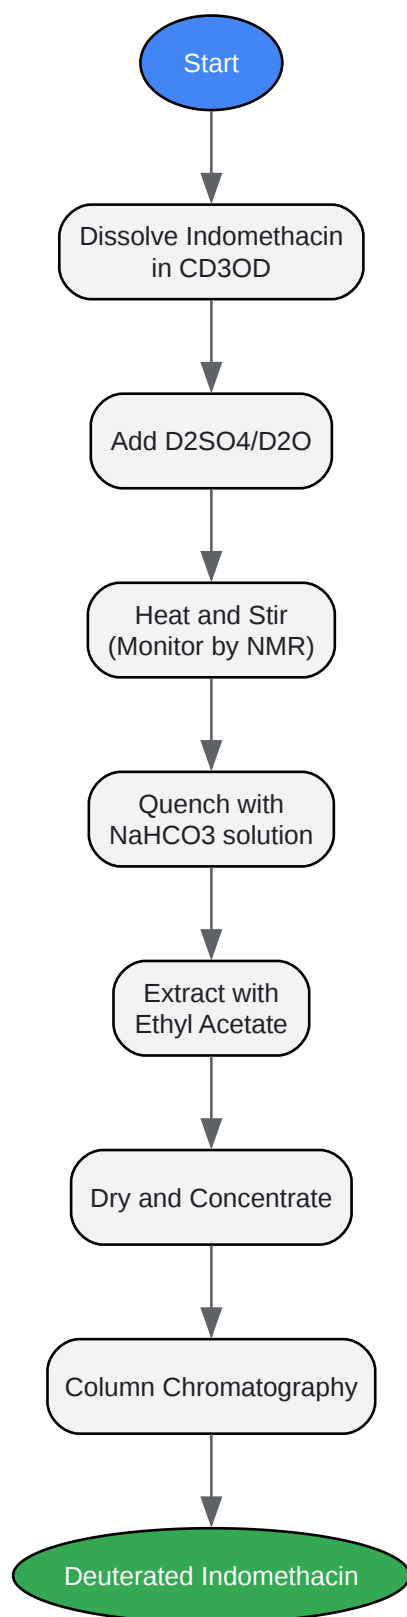 Start
Dissolve Indomethacin
in CD3OD
Add D2SO4/D2O
Heat and Stir
(Monitor by NMR)
Quench with
NaHCO3 solution
Extract with
Ethyl Acetate
Dry and Concentrate
Column Chromatography
Deuterated Indomethacin